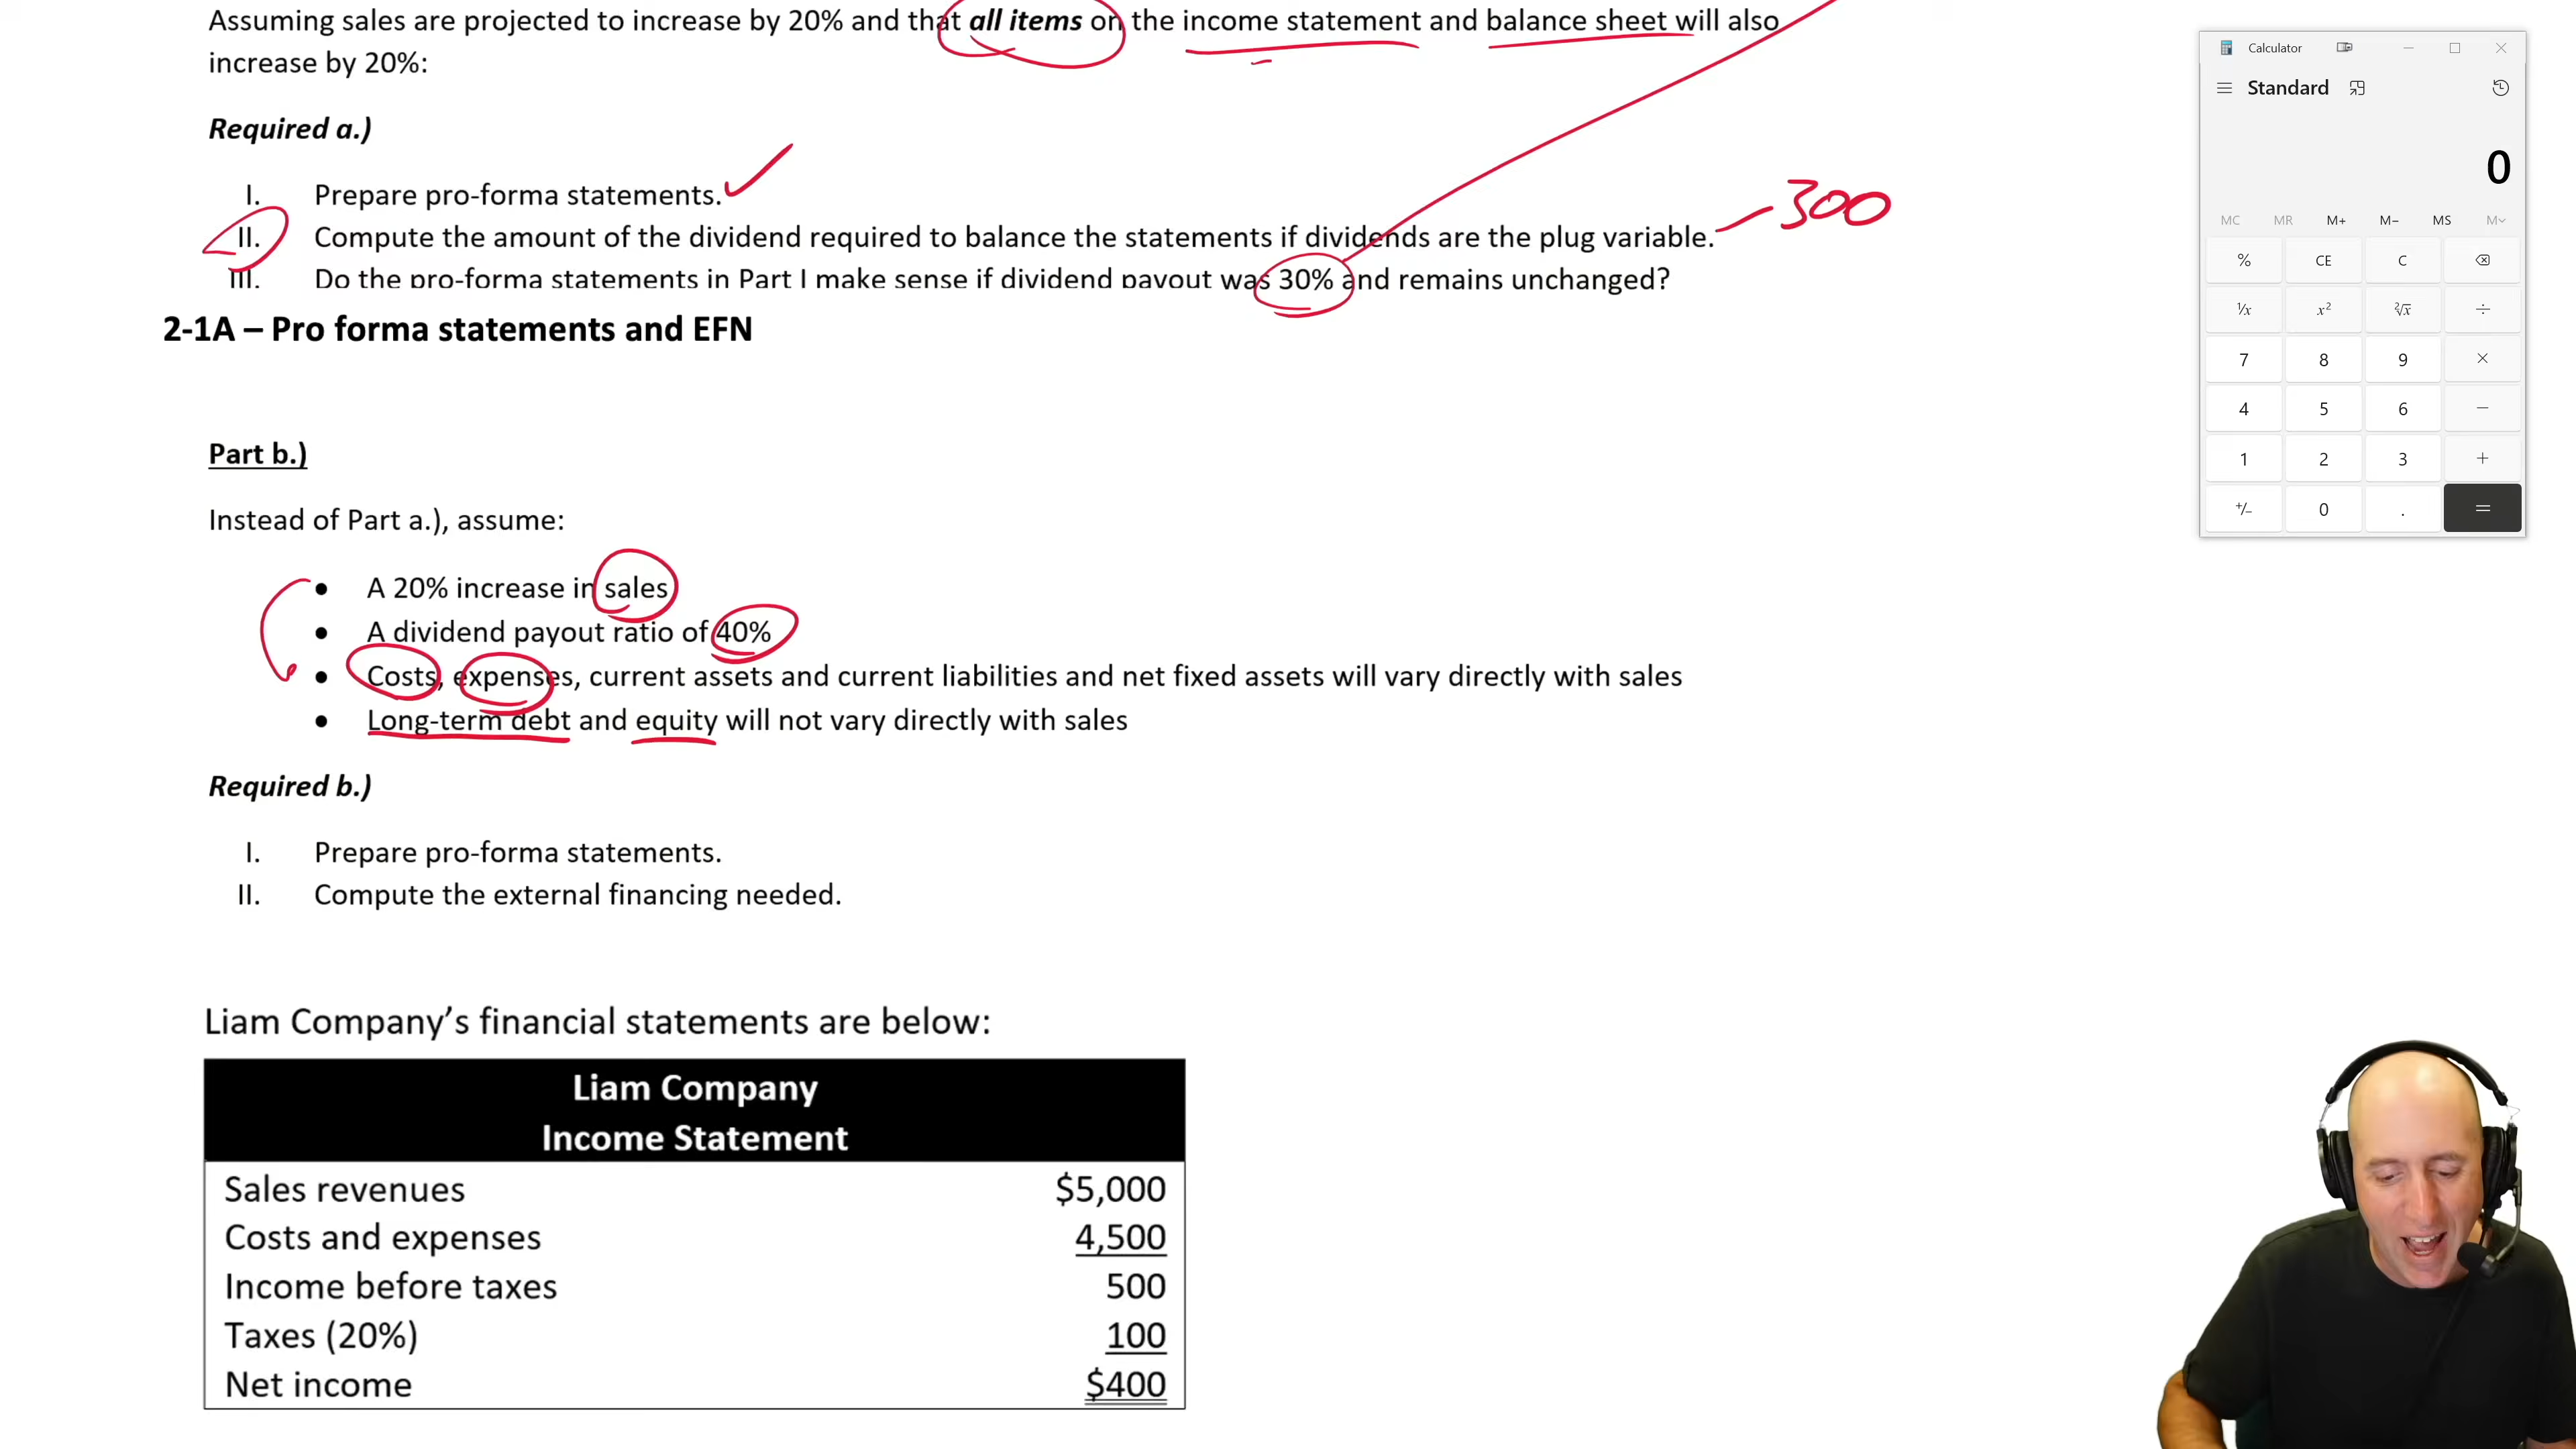 Assuming sales are projected to increase by 20% and that all items on the income statement and balance sheet will also
increase by 20%:
Required a.)
I. Prepare pro-forma statements.
II. Compute the amount of the dividend required to balance the statements if dividends are the plug variable. 300
III. Do the pro-forma statements in Part I make sense if dividend payout was 30% and remains unchanged?
2-1A – Pro forma statements and EFN
Part b.)
Instead of Part a.), assume:
• A 20% increase in sales
• A dividend payout ratio of 40%
• Costs, expenses, current assets and current liabilities and net fixed assets will vary directly with sales
• Long-term debt and equity will not vary directly with sales
Required b.)
I. Prepare pro-forma statements.
II. Compute the external financing needed.
Liam Company’s financial statements are below:
Liam Company
Income Statement
Sales revenues $5,000
Costs and expenses 4,500
Income before taxes 500
Taxes (20%) 100
Net income $400
Calculator
Standard
0
MC MR M+ M− MS M˅
% CE C
¹/x x² ²√x ÷
7 8 9 ×
4 5 6 −
1 2 3 +
+/− 0 . =